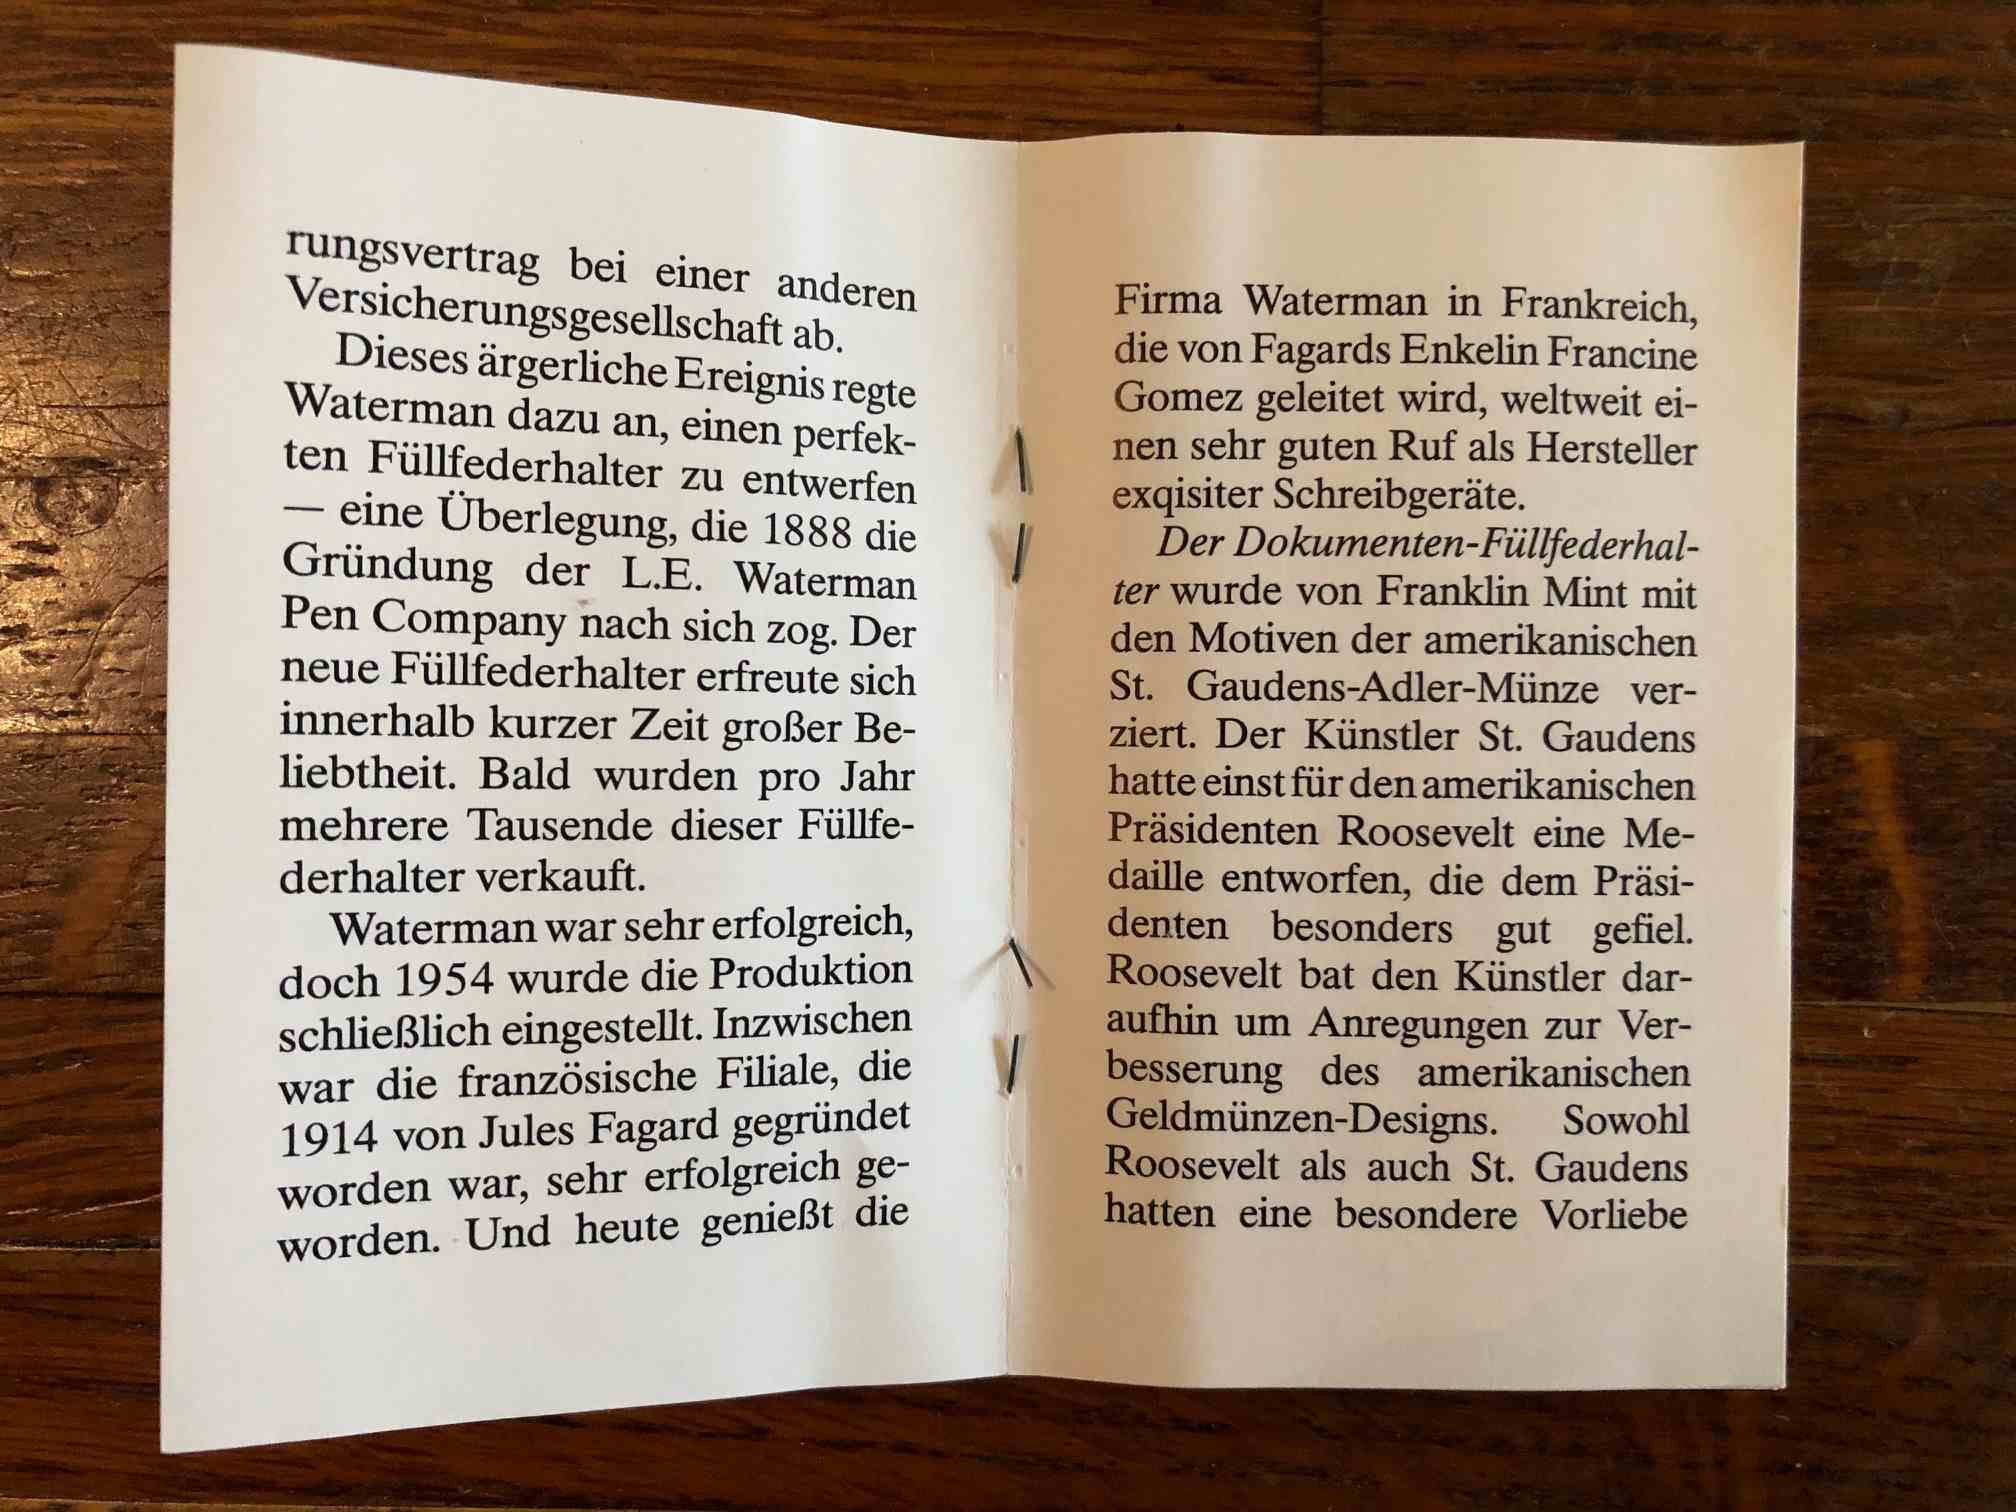 rungsvertrag bei einer anderen
Versicherungsgesellschaft ab.
Dieses ärgerliche Ereignis regte
Waterman dazu an, einen perfek-
ten Füllfederhalter zu entwerfen
— eine Überlegung, die 1888 die
Gründung der L.E. Waterman
Pen Company nach sich zog. Der
neue Füllfederhalter erfreute sich
innerhalb kurzer Zeit großer Be-
liebtheit. Bald wurden pro Jahr
mehrere Tausende dieser Füllfe-
derhalter verkauft.
Waterman war sehr erfolgreich,
doch 1954 wurde die Produktion
schließlich eingestellt. Inzwischen
war die französische Filiale, die
1914 von Jules Fagard gegründet
worden war, sehr erfolgreich ge-
worden. Und heute genießt die
Firma Waterman in Frankreich,
die von Fagards Enkelin Francine
Gomez geleitet wird, weltweit ei-
nen sehr guten Ruf als Hersteller
exqisiter Schreibgeräte.
Der Dokumenten-Füllfederhal-
ter wurde von Franklin Mint mit
den Motiven der amerikanischen
St. Gaudens-Adler-Münze ver-
ziert. Der Künstler St. Gaudens
hatte einst für den amerikanischen
Präsidenten Roosevelt eine Me-
daille entworfen, die dem Präsi-
denten besonders gut gefiel.
Roosevelt bat den Künstler dar-
aufhin um Anregungen zur Ver-
besserung des amerikanischen
Geldmünzen-Designs. Sowohl
Roosevelt als auch St. Gaudens
hatten eine besondere Vorliebe